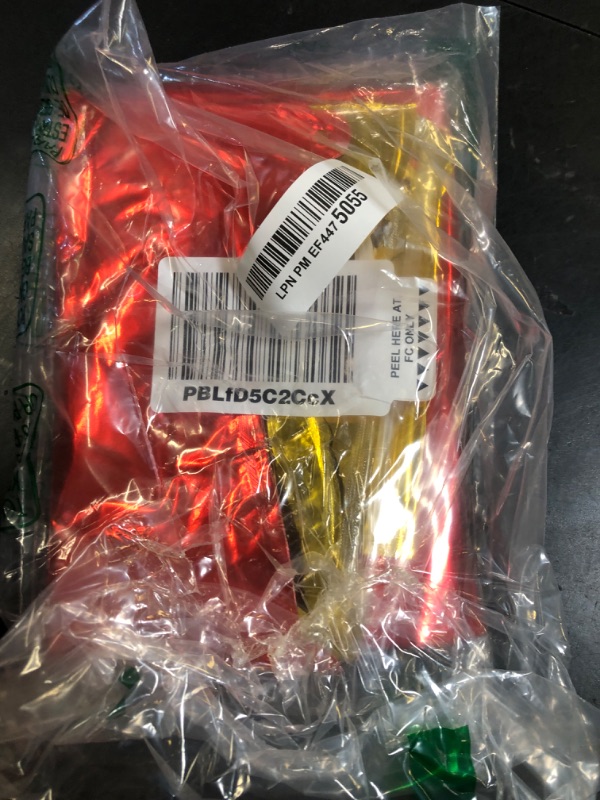 LPN PM EF447 5055
PBLfD5C2CcX
PEEL HERE AT
FC ONLY